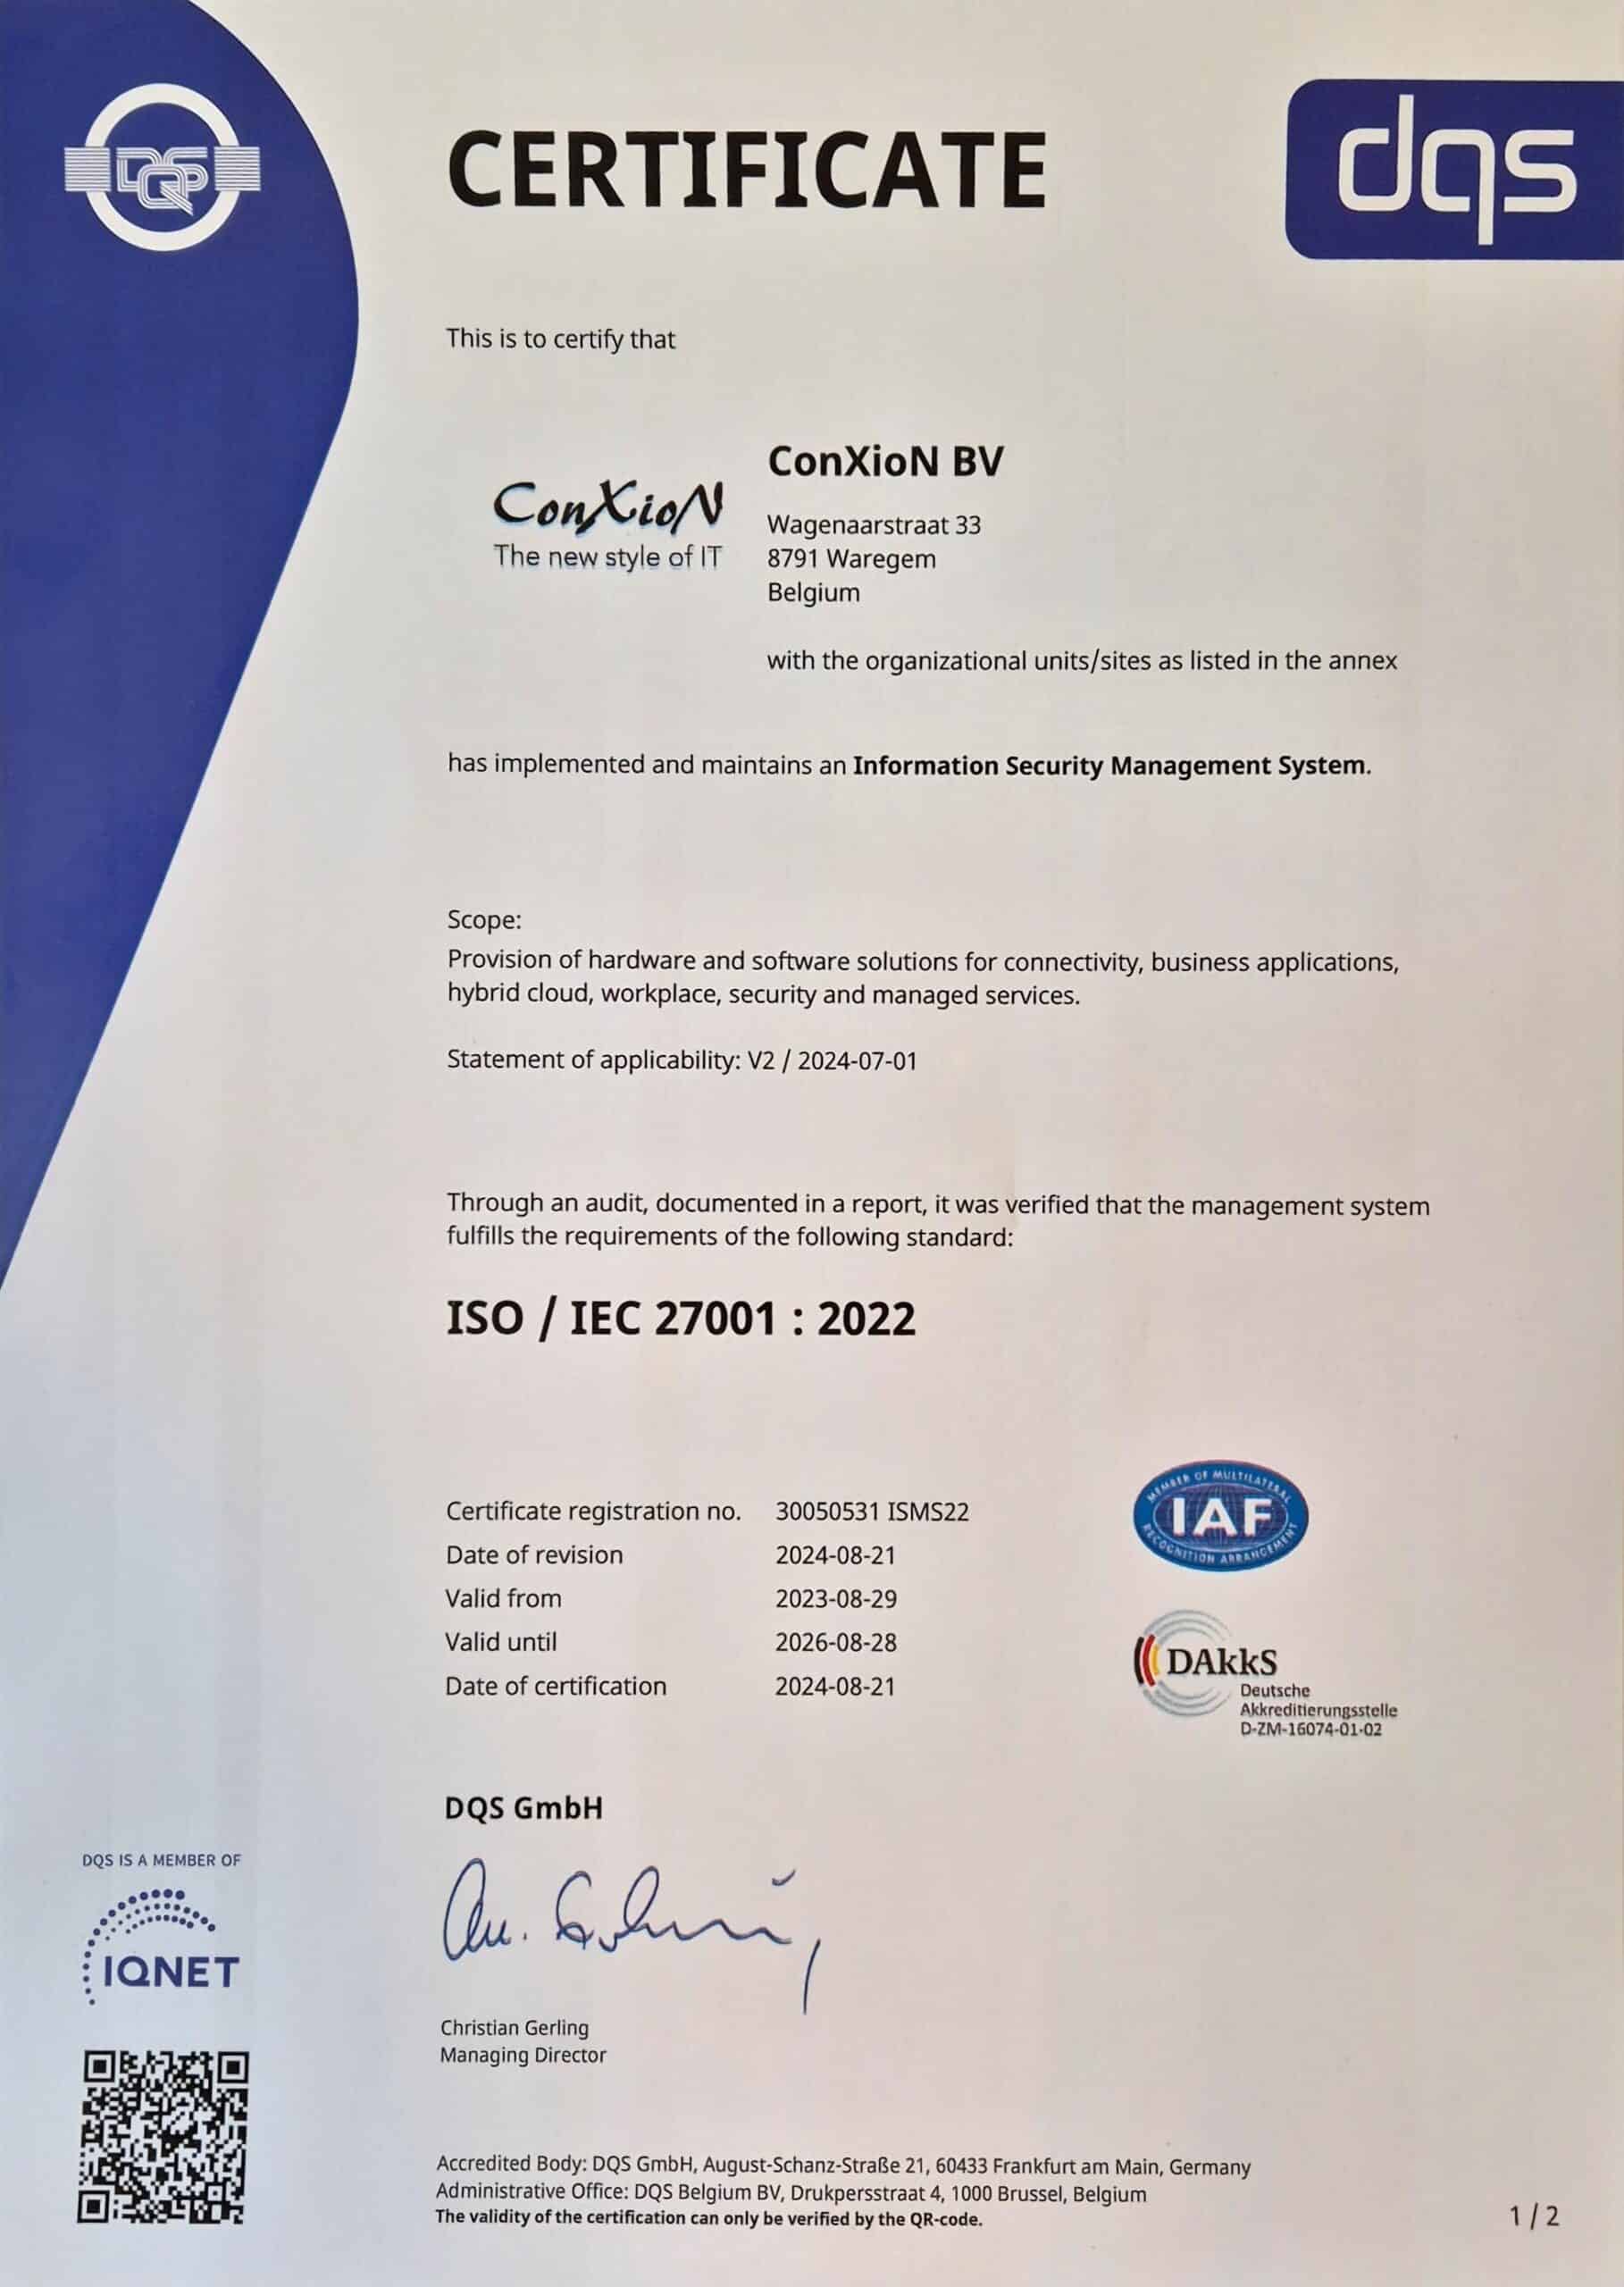 DQS
CERTIFICATE
dqs
This is to certify that
ConXioN
The new style of IT
ConXioN BV
Wagenaarstraat 33
8791 Waregem
Belgium
with the organizational units/sites as listed in the annex
has implemented and maintains an Information Security Management System.
Scope:
Provision of hardware and software solutions for connectivity, business applications,
hybrid cloud, workplace, security and managed services.
Statement of applicability: V2 / 2024-07-01
Through an audit, documented in a report, it was verified that the management system
fulfills the requirements of the following standard:
ISO / IEC 27001 : 2022
Certificate registration no. 30050531 ISMS22
Date of revision 2024-08-21
Valid from 2023-08-29
Valid until 2026-08-28
Date of certification 2024-08-21
MEMBER OF MULTILATERAL
IAF
RECOGNITION ARRANGEMENT
DAkkS
Deutsche
Akkreditierungsstelle
D-ZM-16074-01-02
DQS GmbH
DQS IS A MEMBER OF
IQNET
Christian Gerling
Managing Director
Accredited Body: DQS GmbH, August-Schanz-Straße 21, 60433 Frankfurt am Main, Germany
Administrative Office: DQS Belgium BV, Drukpersstraat 4, 1000 Brussel, Belgium
The validity of the certification can only be verified by the QR-code.
1 / 2